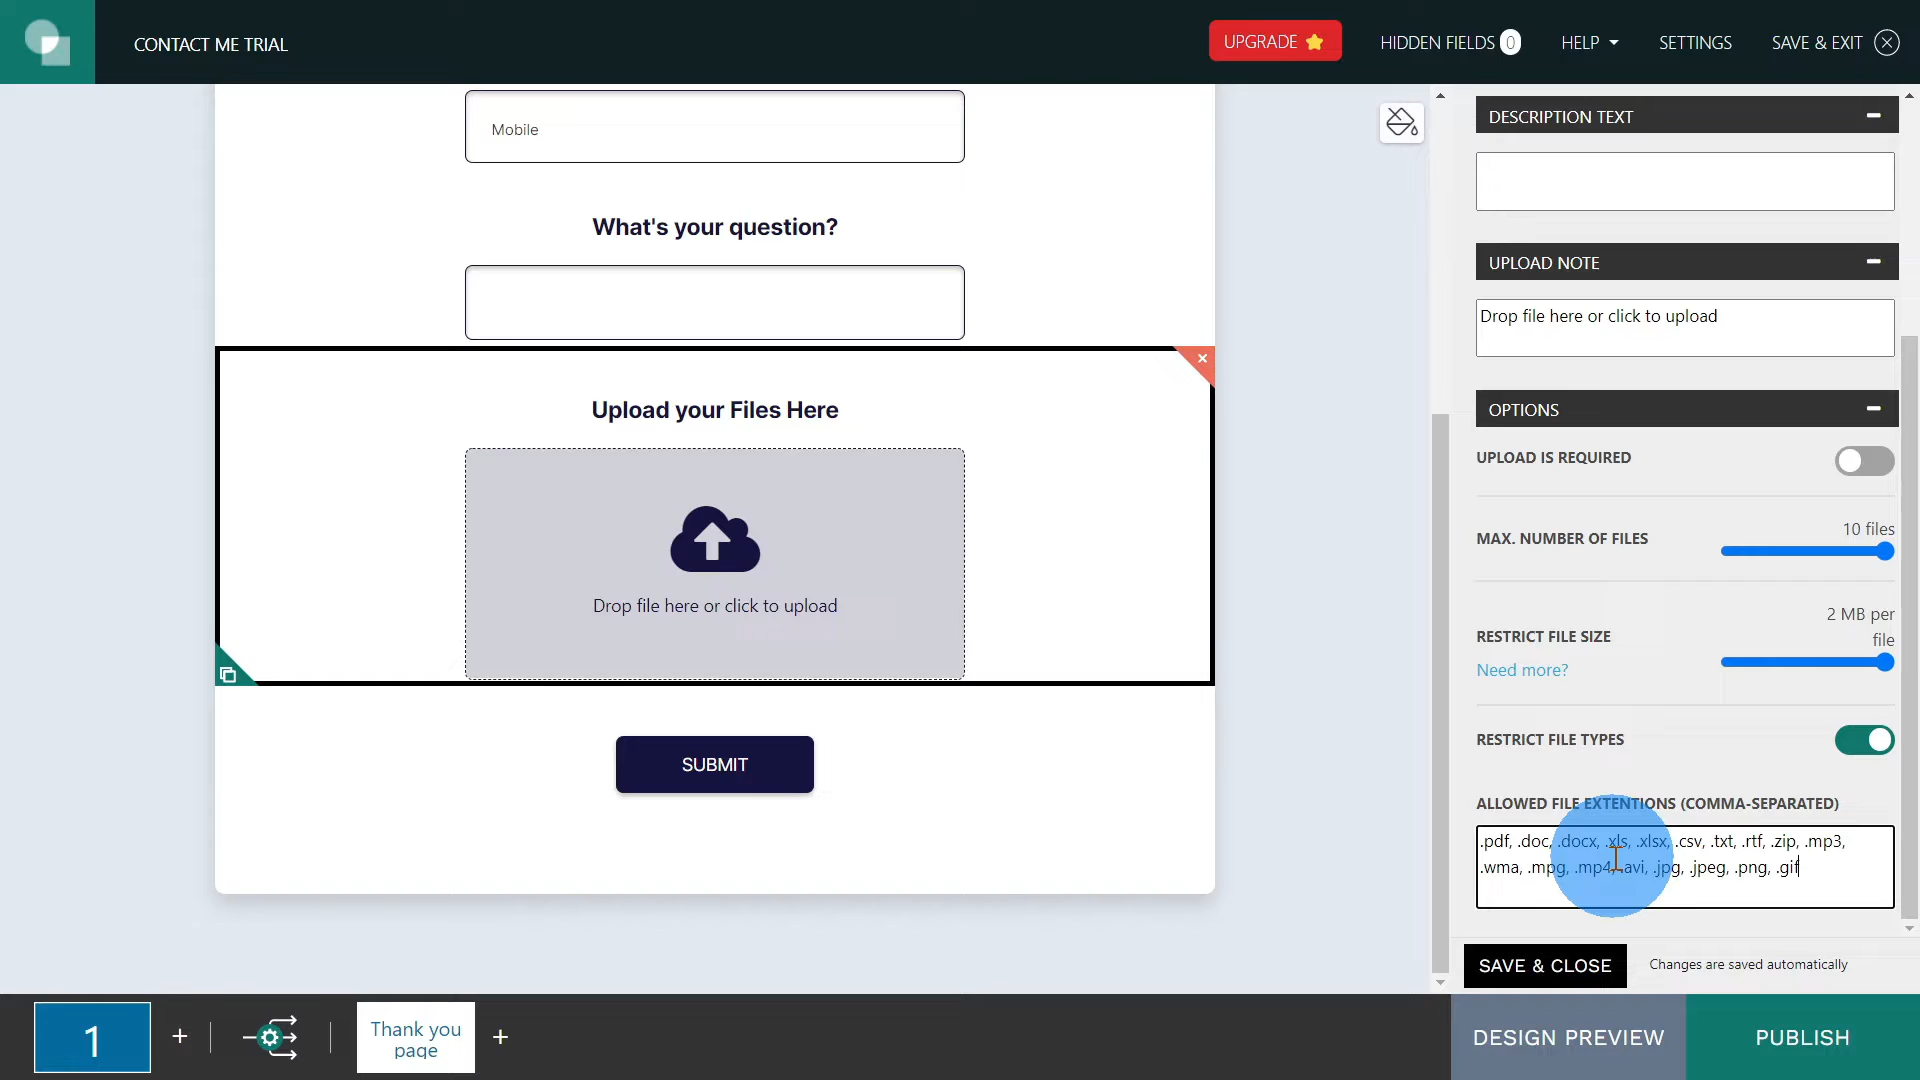 CONTACT ME TRIAL
UPGRADE
HIDDEN FIELDS 0
HELP
SETTINGS
SAVE & EXIT
Mobile
What's your question?
Upload your Files Here
Drop file here or click to upload
SUBMIT
DESCRIPTION TEXT
UPLOAD NOTE
Drop file here or click to upload
OPTIONS
UPLOAD IS REQUIRED
10 files
MAX. NUMBER OF FILES
2 MB per
file
RESTRICT FILE SIZE
Need more?
RESTRICT FILE TYPES
ALLOWED FILE EXTENTIONS (COMMA-SEPARATED)
.pdf, .doc, .docx, .xls, .xlsx, .csv, .txt, .rtf, .zip, .mp3,
.wma, .mpg, .mp4, .avi, .jpg, .jpeg, .png, .gif
SAVE & CLOSE
Changes are saved automatically
1
Thank you
page
DESIGN PREVIEW
PUBLISH